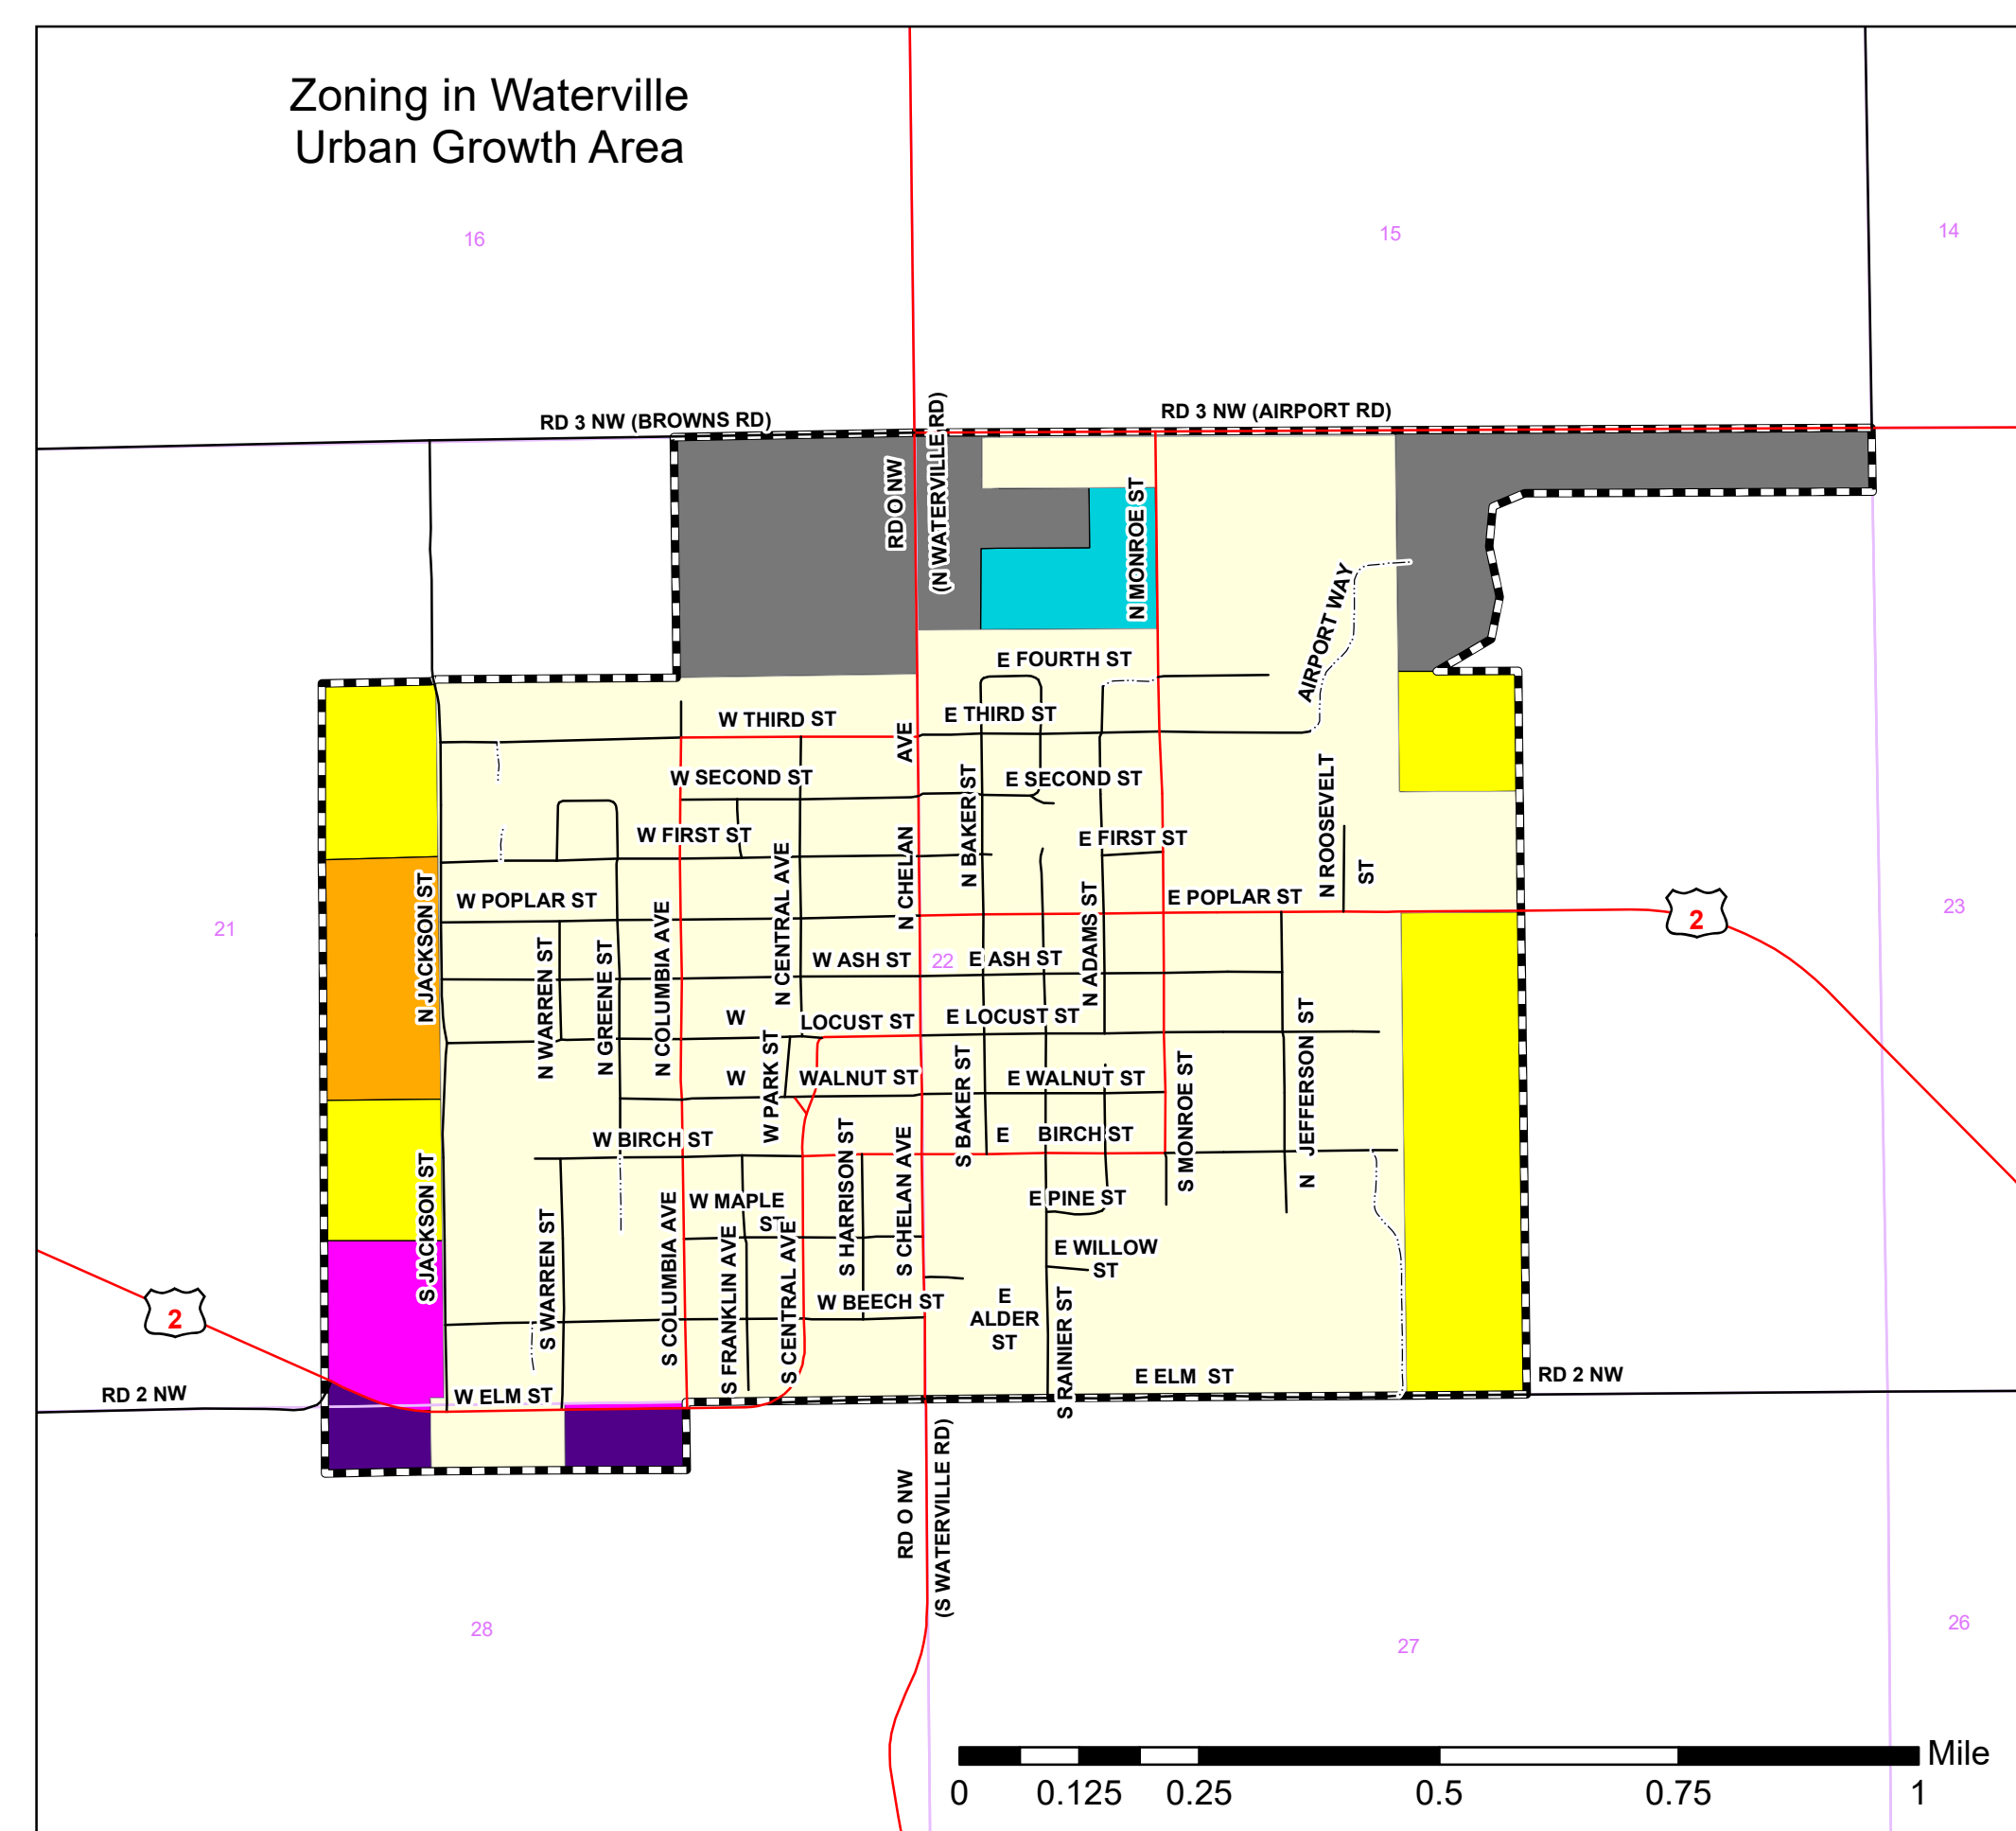 Zoning in Waterville
Urban Growth Area
16
15
14
RD 3 NW (BROWNS RD)
RD 3 NW (AIRPORT RD)
RD O NW
(N WATERVILLE RD)
N MONROE ST
AIRPORT WAY
E FOURTH ST
W THIRD ST
AVE
E THIRD ST
W SECOND ST
E SECOND ST
N ROOSEVELT
ST
W FIRST ST
N CHELAN
N BAKER ST
E FIRST ST
W POPLAR ST
E POPLAR ST
N JACKSON ST
N WARREN ST
N GREENE ST
N COLUMBIA AVE
N CENTRAL AVE
N ADAMS ST
21
23
2
W ASH ST
22
E ASH ST
W
LOCUST ST
E LOCUST ST
W
WALNUT ST
E WALNUT ST
W PARK ST
S BAKER ST
S MONROE ST
N JEFFERSON ST
W BIRCH ST
E BIRCH ST
S JACKSON ST
S WARREN ST
S COLUMBIA AVE
W MAPLE
ST
S FRANKLIN AVE
S CENTRAL AVE
S HARRISON ST
S CHELAN AVE
E PINE ST
E WILLOW
ST
W BEECH ST
E
ALDER
ST
S RAINIER ST
2
RD 2 NW
W ELM ST
E ELM ST
RD 2 NW
RD O NW
(S WATERVILLE RD)
28
27
26
Mile
0 0.125 0.25 0.5 0.75 1